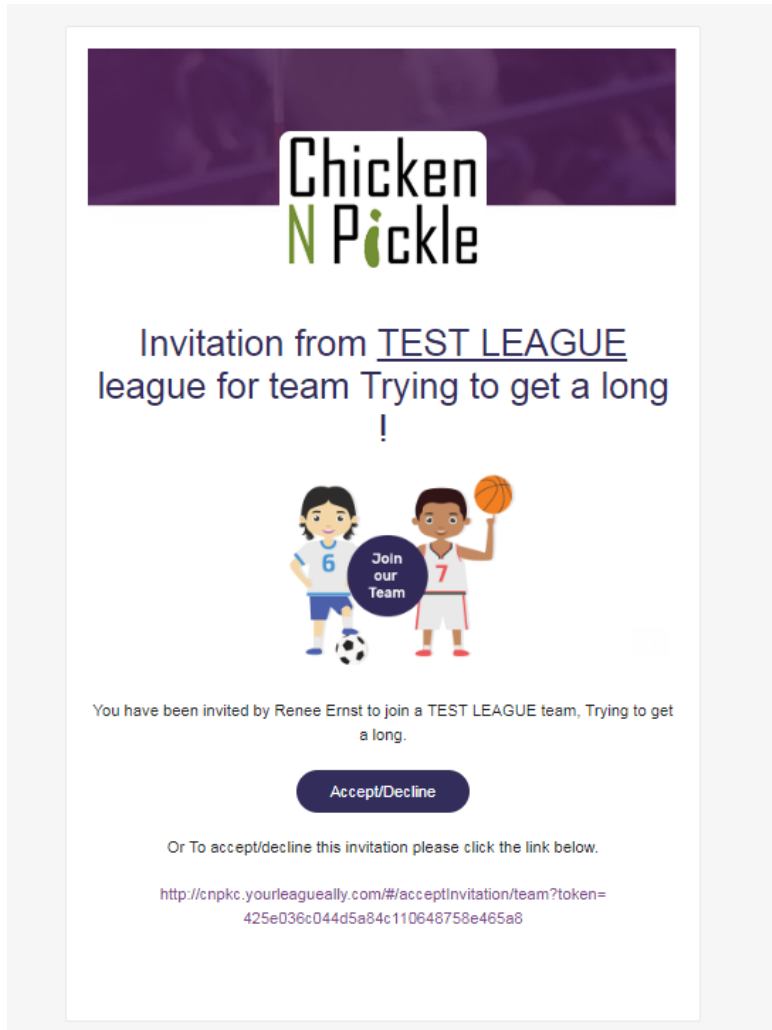 Chicken
N Pickle
Invitation from TEST LEAGUE
league for team Trying to get a long
!
6
7
Join
our
Team
You have been invited by Renee Ernst to join a TEST LEAGUE team, Trying to get
a long.
Accept/Decline
Or To accept/decline this invitation please click the link below.
http://cnpkc.yourleagueally.com/#/acceptInvitation/team?token=
425e036c044d5a84c110648758e465a8